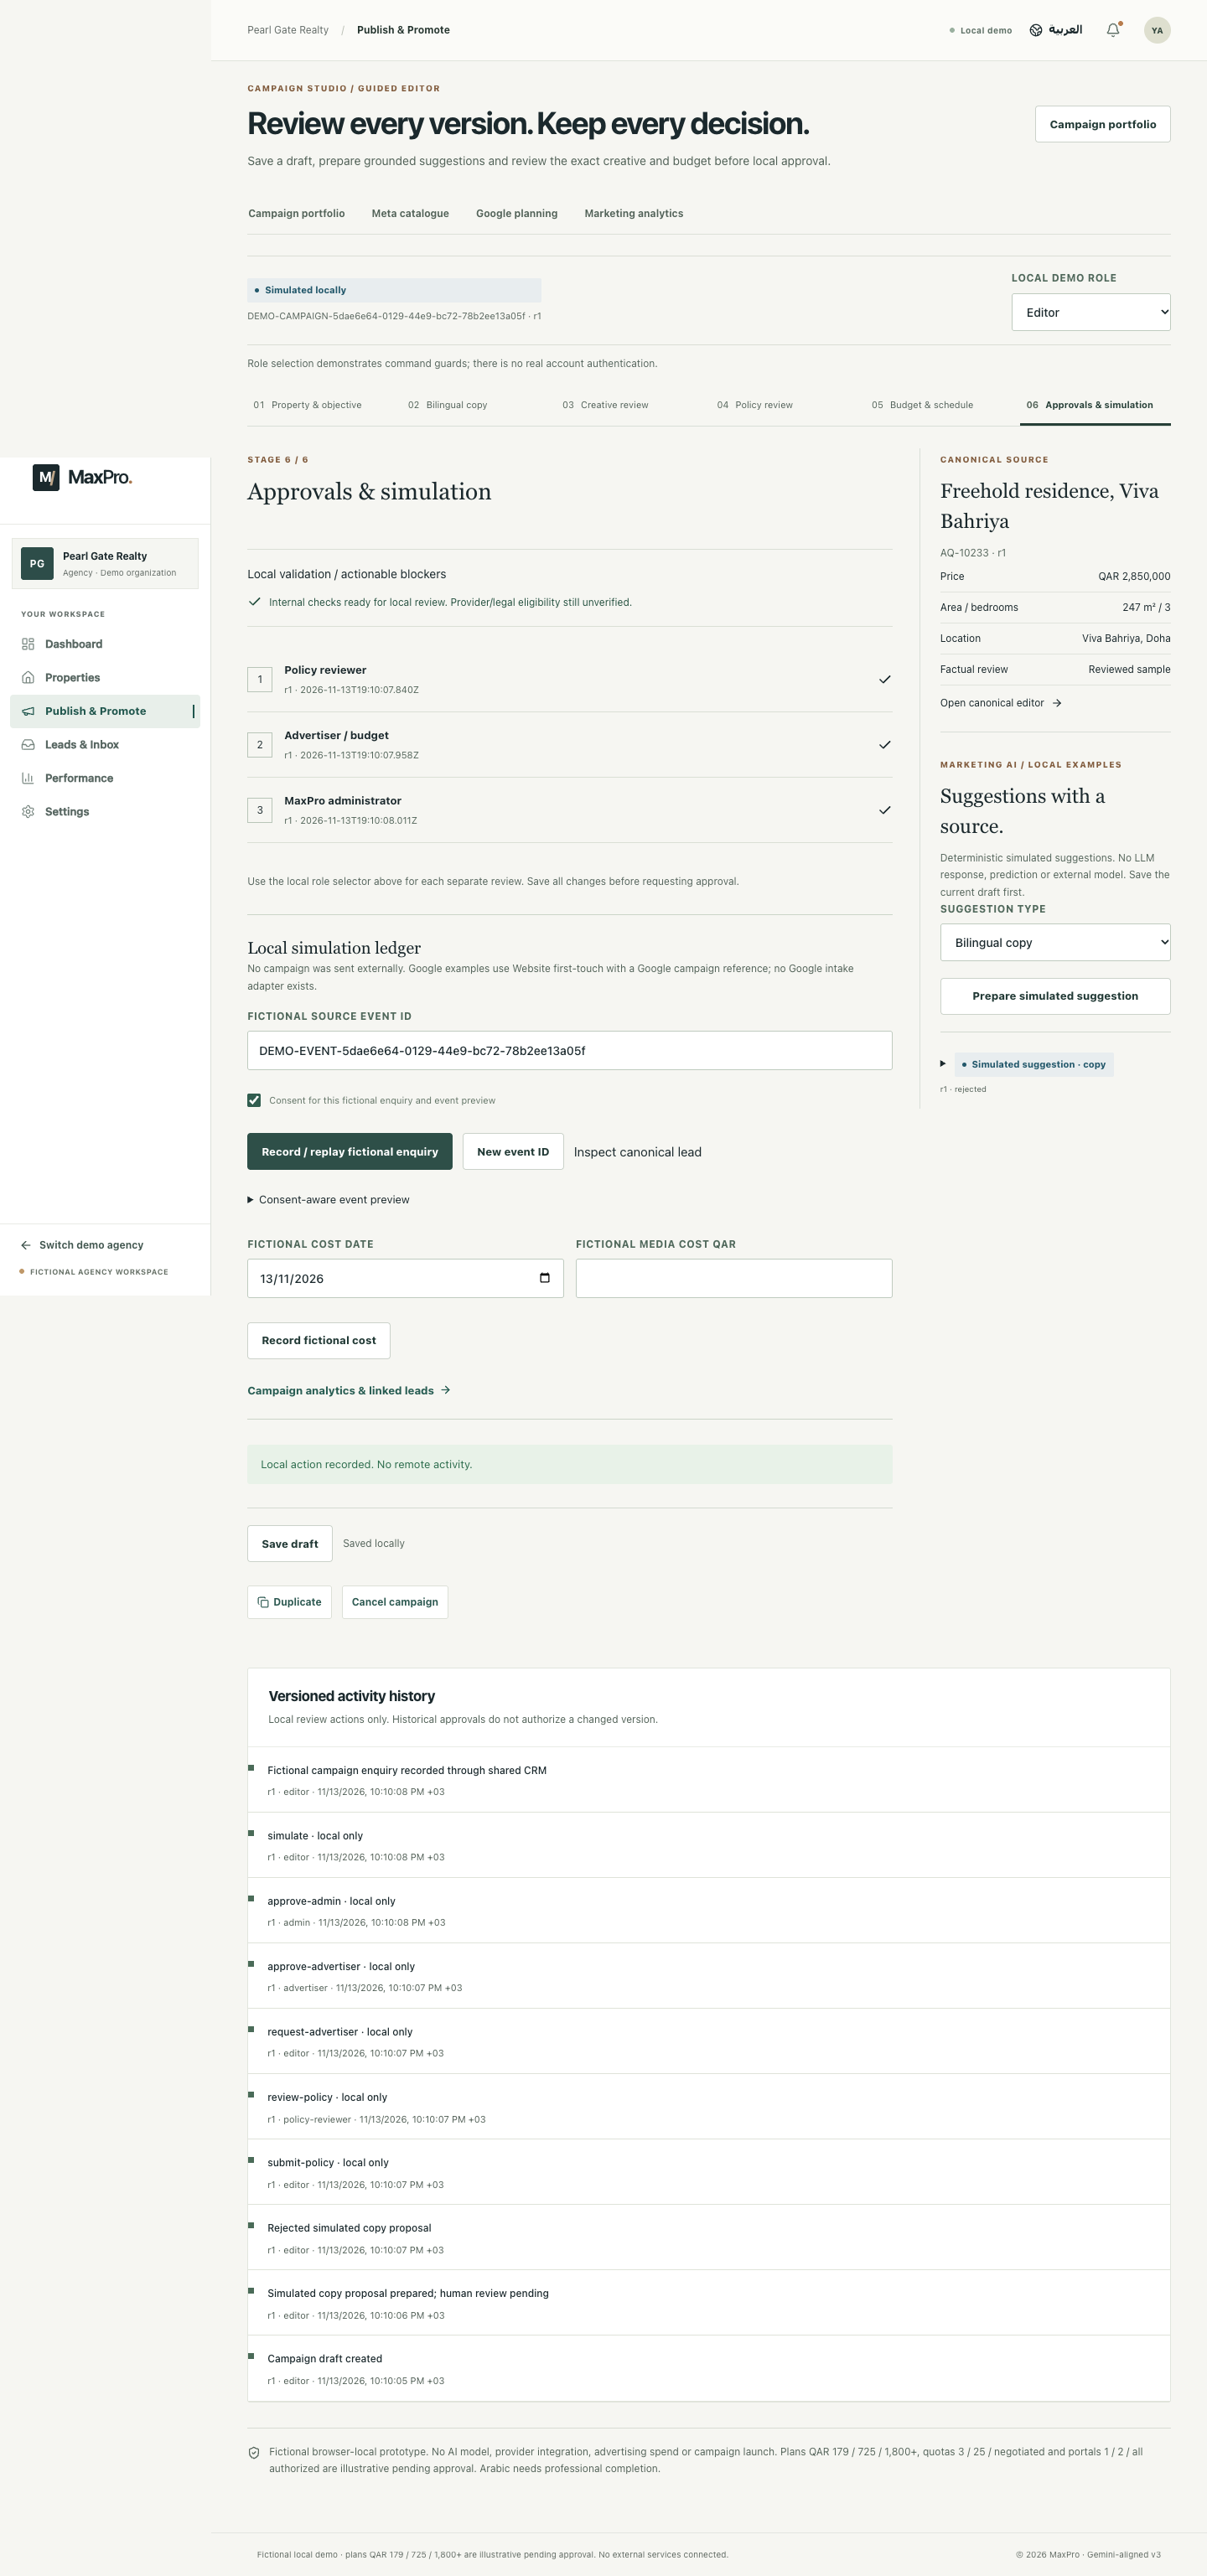 Pearl Gate Realty / Publish & Promote
Local demo
العربية
YA
CAMPAIGN STUDIO / GUIDED EDITOR
Review every version. Keep every decision.
Campaign portfolio
Save a draft, prepare grounded suggestions and review the exact creative and budget before local approval.
Campaign portfolio
Meta catalogue
Google planning
Marketing analytics
Simulated locally
DEMO-CAMPAIGN-5dae6e64-0129-44e9-bc72-78b2ee13a05f · r1
LOCAL DEMO ROLE
Editor
Role selection demonstrates command guards; there is no real account authentication.
01 Property & objective
02 Bilingual copy
03 Creative review
04 Policy review
05 Budget & schedule
06 Approvals & simulation
M/ MaxPro.
PG
Pearl Gate Realty
Agency · Demo organization
YOUR WORKSPACE
Dashboard
Properties
Publish & Promote
Leads & Inbox
Performance
Settings
Switch demo agency
FICTIONAL AGENCY WORKSPACE
STAGE 6 / 6
Approvals & simulation
Local validation / actionable blockers
Internal checks ready for local review. Provider/legal eligibility still unverified.
1
Policy reviewer
r1 · 2026-11-13T19:10:07.840Z
2
Advertiser / budget
r1 · 2026-11-13T19:10:07.958Z
3
MaxPro administrator
r1 · 2026-11-13T19:10:08.011Z
Use the local role selector above for each separate review. Save all changes before requesting approval.
Local simulation ledger
No campaign was sent externally. Google examples use Website first-touch with a Google campaign reference; no Google intake
adapter exists.
FICTIONAL SOURCE EVENT ID
DEMO-EVENT-5dae6e64-0129-44e9-bc72-78b2ee13a05f
Consent for this fictional enquiry and event preview
Record / replay fictional enquiry
New event ID
Inspect canonical lead
Consent-aware event preview
FICTIONAL COST DATE
13/11/2026
FICTIONAL MEDIA COST QAR
Record fictional cost
Campaign analytics & linked leads
Local action recorded. No remote activity.
Save draft
Saved locally
Duplicate
Cancel campaign
CANONICAL SOURCE
Freehold residence, Viva
Bahriya
AQ-10233 · r1
Price QAR 2,850,000
Area / bedrooms 247 m² / 3
Location Viva Bahriya, Doha
Factual review Reviewed sample
Open canonical editor
MARKETING AI / LOCAL EXAMPLES
Suggestions with a
source.
Deterministic simulated suggestions. No LLM
response, prediction or external model. Save the
current draft first.
SUGGESTION TYPE
Bilingual copy
Prepare simulated suggestion
Simulated suggestion · copy
r1 · rejected
Versioned activity history
Local review actions only. Historical approvals do not authorize a changed version.
Fictional campaign enquiry recorded through shared CRM
r1 · editor · 11/13/2026, 10:10:08 PM +03
simulate · local only
r1 · editor · 11/13/2026, 10:10:08 PM +03
approve-admin · local only
r1 · admin · 11/13/2026, 10:10:08 PM +03
approve-advertiser · local only
r1 · advertiser · 11/13/2026, 10:10:07 PM +03
request-advertiser · local only
r1 · editor · 11/13/2026, 10:10:07 PM +03
review-policy · local only
r1 · policy-reviewer · 11/13/2026, 10:10:07 PM +03
submit-policy · local only
r1 · editor · 11/13/2026, 10:10:07 PM +03
Rejected simulated copy proposal
r1 · editor · 11/13/2026, 10:10:07 PM +03
Simulated copy proposal prepared; human review pending
r1 · editor · 11/13/2026, 10:10:06 PM +03
Campaign draft created
r1 · editor · 11/13/2026, 10:10:05 PM +03
Fictional browser-local prototype. No AI model, provider integration, advertising spend or campaign launch. Plans QAR 179 / 725 / 1,800+, quotas 3 / 25 / negotiated and portals 1 / 2 / all
authorized are illustrative pending approval. Arabic needs professional completion.
Fictional local demo · plans QAR 179 / 725 / 1,800+ are illustrative pending approval. No external services connected.
© 2026 MaxPro · Gemini-aligned v3